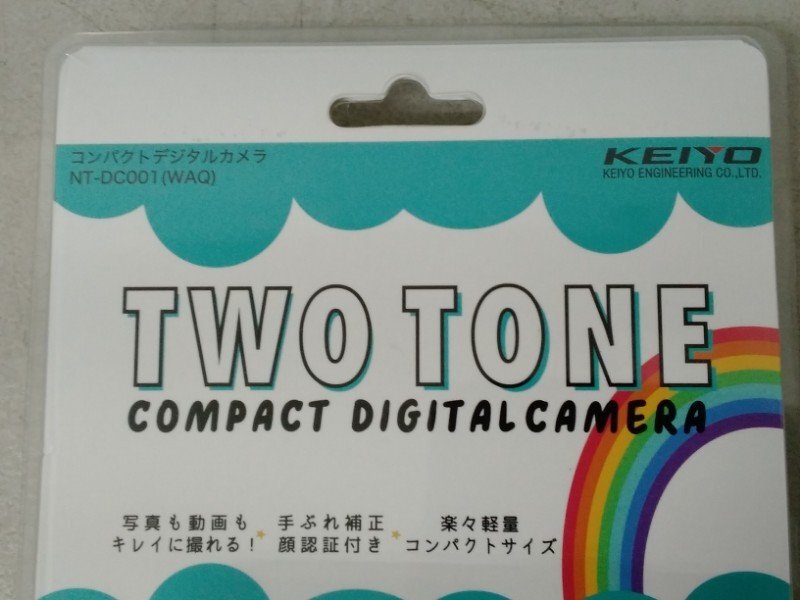 コンパクトデジタルカメラ
NT-DC001(WAQ)
KEIYO
KEIYO ENGINEERING CO.,LTD.
TWO TONE
COMPACT DIGITALCAMERA
写真も動画も
キレイに撮れる!
手ぶれ補正
顔認証付き
楽々軽量
コンパクトサイズ